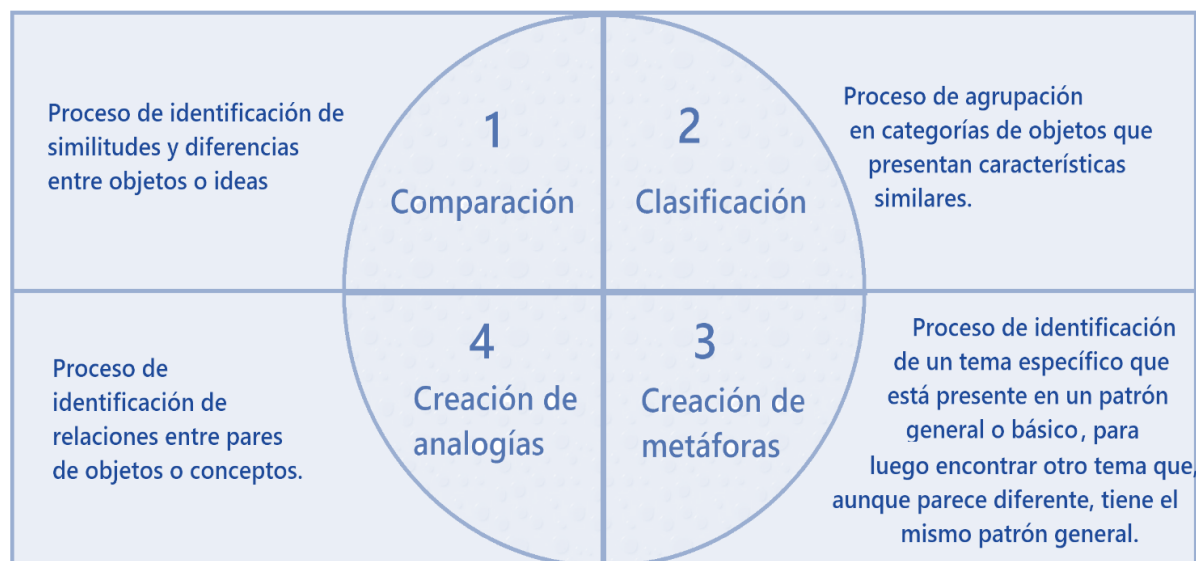 Proceso de identificación de
similitudes y diferencias
entre objetos o ideas
1
Comparación
2
Clasificación
Proceso de agrupación
en categorías de objetos que
presentan características
similares.
Proceso de
identificación de
relaciones entre pares
de objetos o conceptos.
4
Creación de
analogías
3
Creación de
metáforas
Proceso de identificación
de un tema específico que
está presente en un patrón
general o básico, para
luego encontrar otro tema que,
aunque parece diferente, tiene el
mismo patrón general.